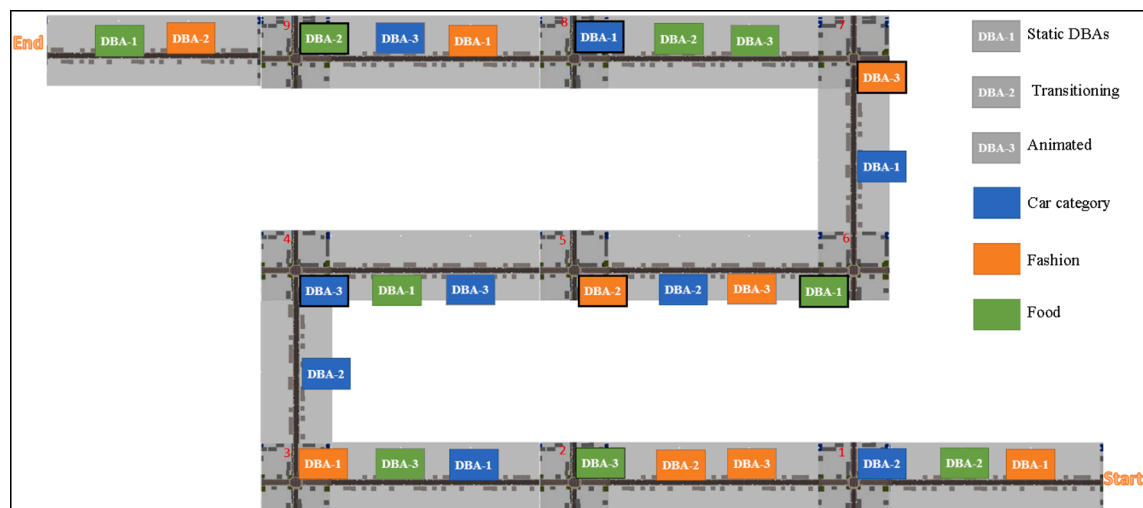 9 8 7
End DBA-1 DBA-2 DBA-2 DBA-3 DBA-1 DBA-1 DBA-2 DBA-3
DBA-3
DBA-1
4 5 6
DBA-3 DBA-1 DBA-3 DBA-2 DBA-2 DBA-3 DBA-1
DBA-2
3 2 1
DBA-1 DBA-3 DBA-1 DBA-3 DBA-2 DBA-3 DBA-2 DBA-2 DBA-1
Start
DBA-1 Static DBAs
DBA-2 Transitioning
DBA-3 Animated
Car category
Fashion
Food